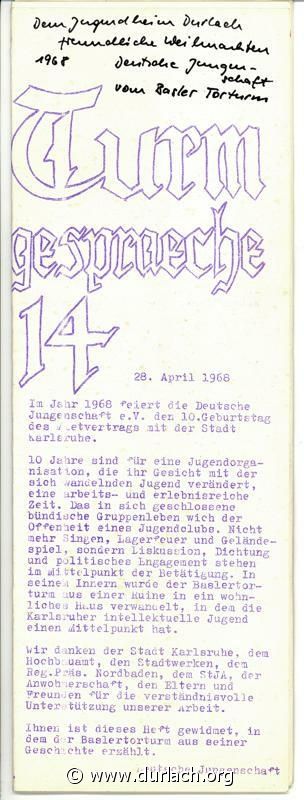 Dem Jugendheim Durlach
freundliche Weihnachten
1968 Deutsche Jungen-
schaft
vom Basler Torturm
Turm
gespraeche
14
28. April 1968
Im Jahr 1968 feiert die Deutsche
Jungenschaft e.V. den 10.Geburtstag
des Mietvertrags mit der Stadt
Karlsruhe.
10 Jahre sind für eine Jugendorga-
nisation, die ihr Gesicht mit der
sich wandelnden Jugend verändert,
eine arbeits- und erlebnisreiche
Zeit. Das in sich geschlossene
bündische Gruppenleben wich der
Offenheit eines Jugendclubs. Nicht
mehr Singen, Lagerfeuer und Gelände-
spiel, sondern Diskussion, Dichtung
und politisches Engagement stehen
im Mittelpunkt der Betätigung. In
seinem Innern wurde der Baslertor-
turm aus einer Ruine in ein wohn-
liches Haus verwandelt, in dem die
Karlsruher intellektuelle Jugend
einen Mittelpunkt hat.
Wir danken der Stadt Karlsruhe, dem
Hochbauamt, den Stadtwerken, dem
Reg.Präs. Nordbaden, dem StJA, der
Anwohnerschaft, den Eltern und
Freunden für die verständnisvolle
Unterstützung unserer Arbeit.
Ihnen ist dieses Heft gewidmet, in
dem der Baslertorturm aus seiner
Geschichte erzählt.
Deutsche Jungenschaft
© www.durlach.org